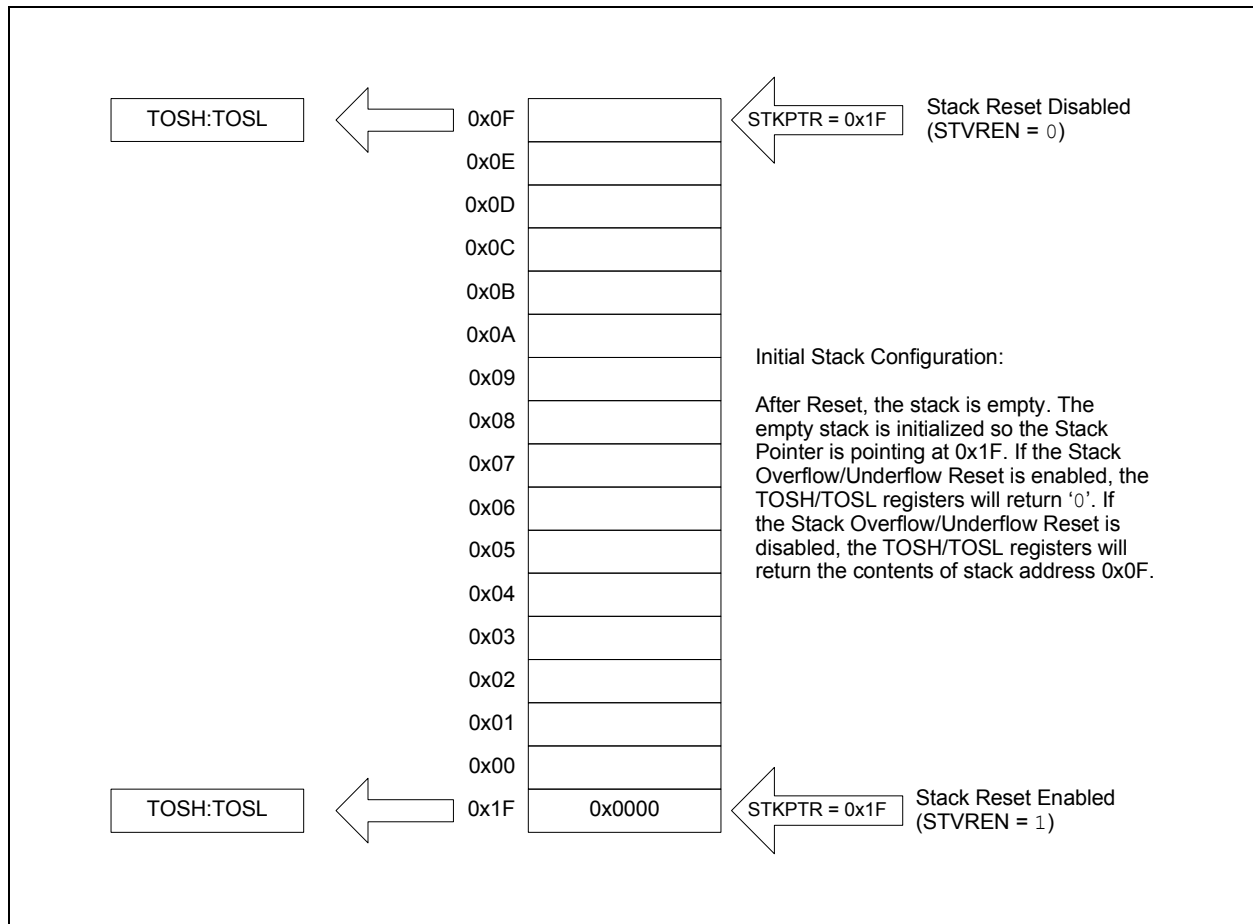 TOSH:TOSL
0x0F
STKPTR = 0x1F
Stack Reset Disabled
(STVREN = 0)
0x0E
0x0D
0x0C
0x0B
0x0A
0x09
0x08
0x07
0x06
0x05
0x04
0x03
0x02
0x01
0x00
Initial Stack Configuration:
After Reset, the stack is empty. The
empty stack is initialized so the Stack
Pointer is pointing at 0x1F. If the Stack
Overflow/Underflow Reset is enabled, the
TOSH/TOSL registers will return ‘0’. If
the Stack Overflow/Underflow Reset is
disabled, the TOSH/TOSL registers will
return the contents of stack address 0x0F.
TOSH:TOSL
0x1F
0x0000
STKPTR = 0x1F
Stack Reset Enabled
(STVREN = 1)